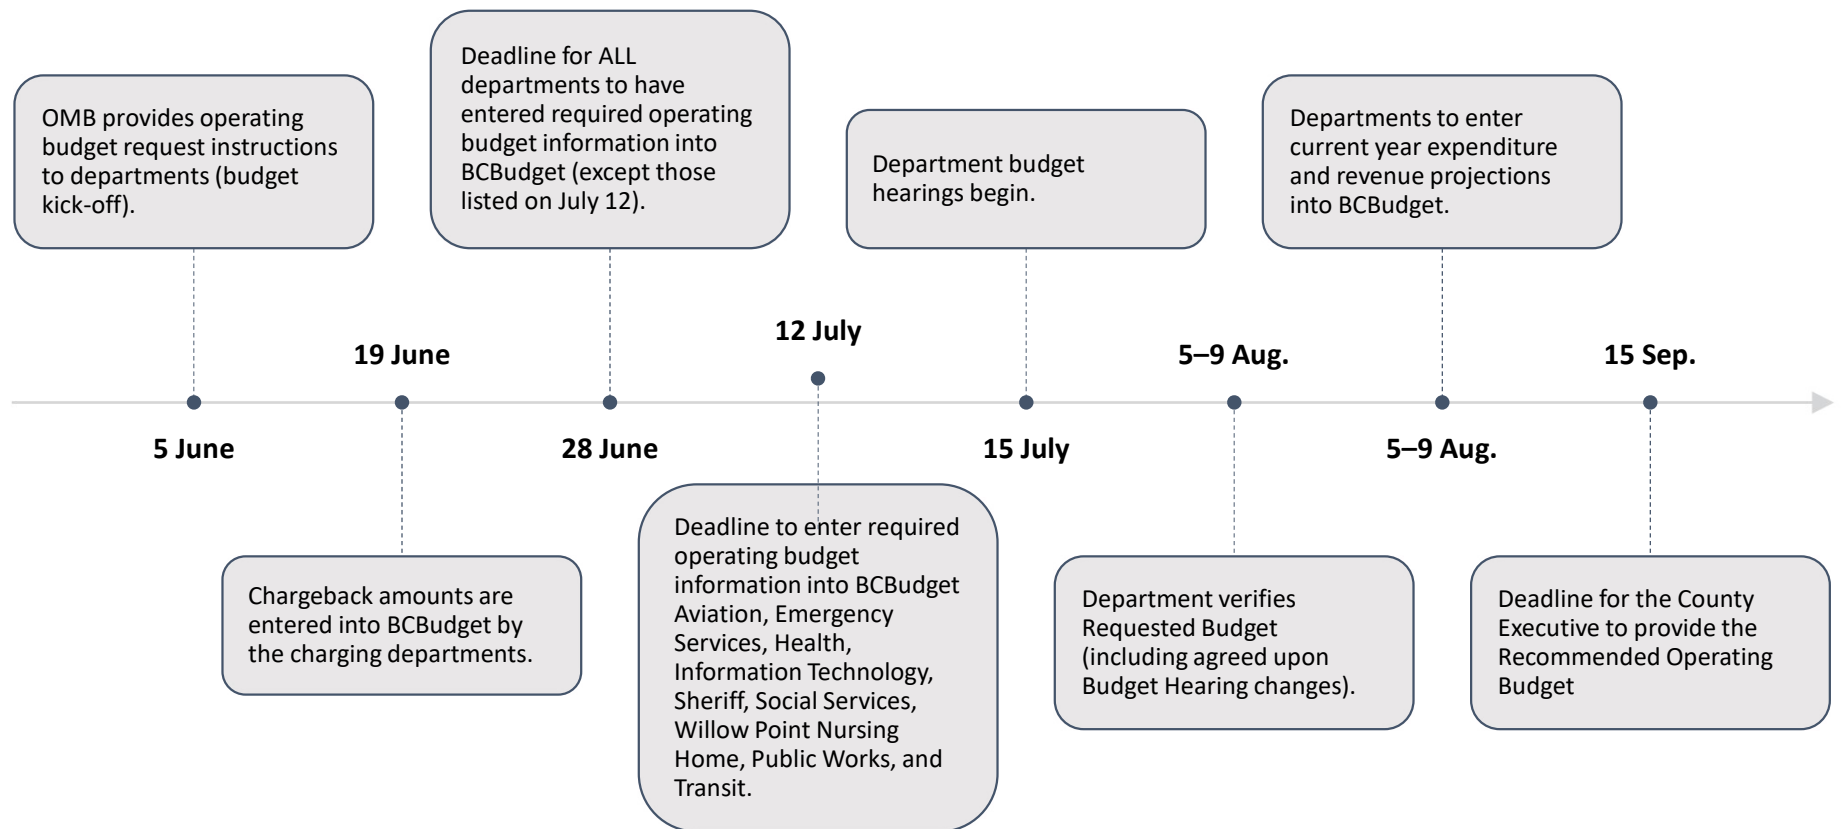 OMB provides operating
budget request instructions
to departments (budget
kick-off).
5 June
19 June
Chargeback amounts are
entered into BCBudget by
the charging departments.
Deadline for ALL
departments to have
entered required operating
budget information into
BCBudget (except those
listed on July 12).
28 June
12 July
Deadline to enter required
operating budget
information into BCBudget
Aviation, Emergency
Services, Health,
Information Technology,
Sheriff, Social Services,
Willow Point Nursing
Home, Public Works, and
Transit.
Department budget
hearings begin.
15 July
5–9 Aug.
Department verifies
Requested Budget
(including agreed upon
Budget Hearing changes).
Departments to enter
current year expenditure
and revenue projections
into BCBudget.
5–9 Aug.
15 Sep.
Deadline for the County
Executive to provide the
Recommended Operating
Budget